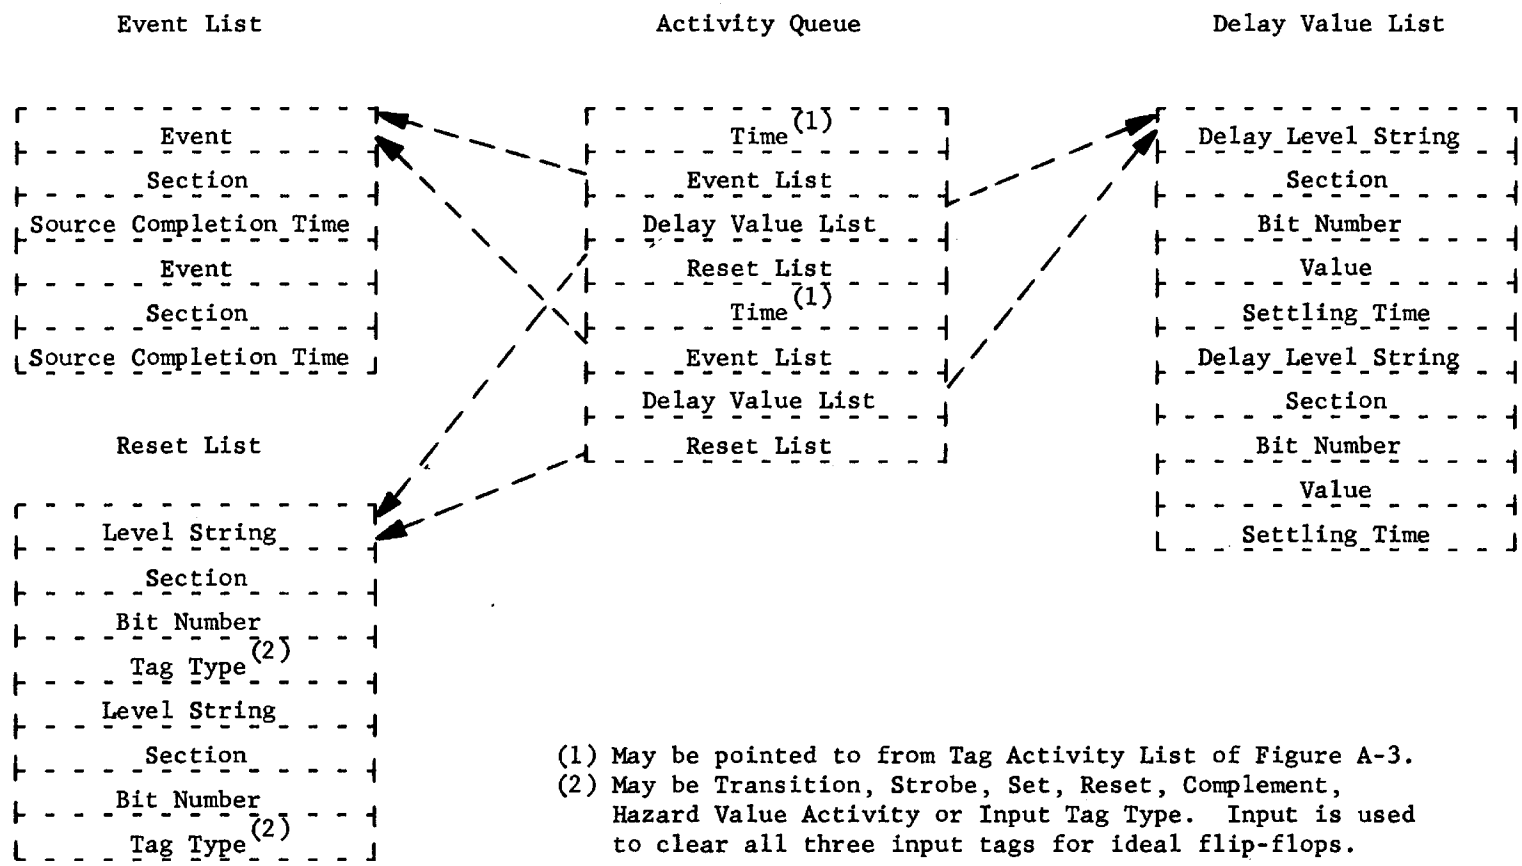 Event List
Event
Section
Source Completion Time
Event
Section
Source Completion Time
Reset List
Level String
Section
Bit Number
Tag Type (2)
Level String
Section
Bit Number
Tag Type (2)
Activity Queue
Time (1)
Event List
Delay Value List
Reset List
Time (1)
Event List
Delay Value List
Reset List
Delay Value List
Delay Level String
Section
Bit Number
Value
Settling Time
Delay Level String
Section
Bit Number
Value
Settling Time
(1) May be pointed to from Tag Activity List of Figure A-3.
(2) May be Transition, Strobe, Set, Reset, Complement,
Hazard Value Activity or Input Tag Type. Input is used
to clear all three input tags for ideal flip-flops.